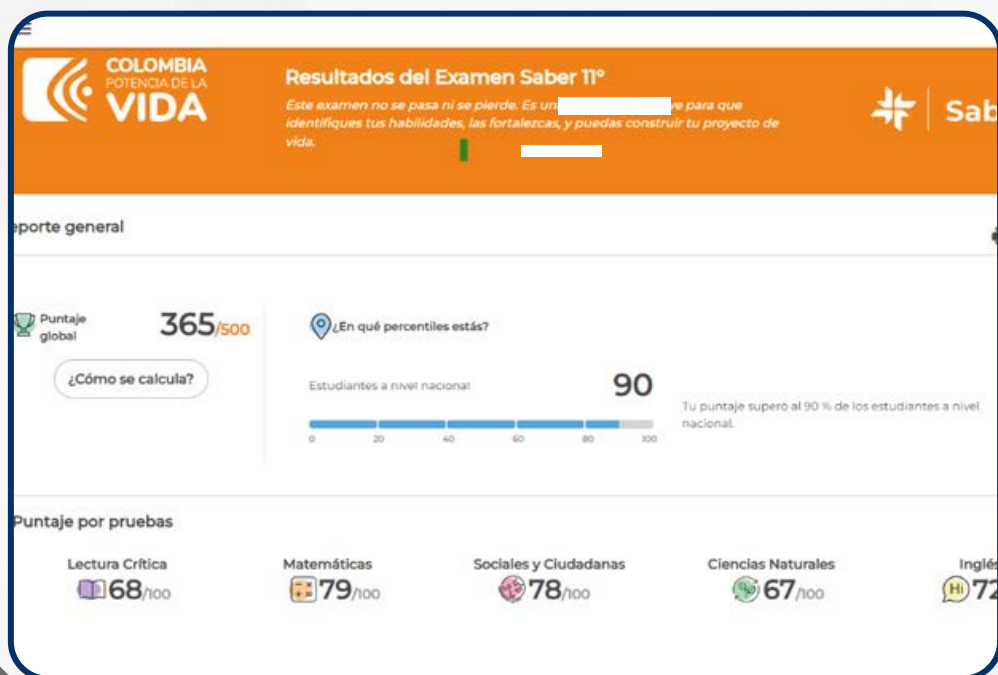 COLOMBIA
POTENCIA DE LA
VIDA
Resultados del Examen Saber 11°
Este examen no se pasa ni se pierde. Es un para que
identifiques tus habilidades, las fortalezcas, y puedas construir tu proyecto de
vida.
Sab
eporte general
Puntaje
global
365/500
¿Cómo se calcula?
¿En qué percentiles estás?
Estudiantes a nivel nacional
90
0 20 40 60 80 100
Tu puntaje superó al 90 % de los estudiantes a nivel
nacional.
Puntaje por pruebas
Lectura Crítica
68/100
Matemáticas
79/100
Sociales y Ciudadanas
78/100
Ciencias Naturales
67/100
Inglés
Hi
72